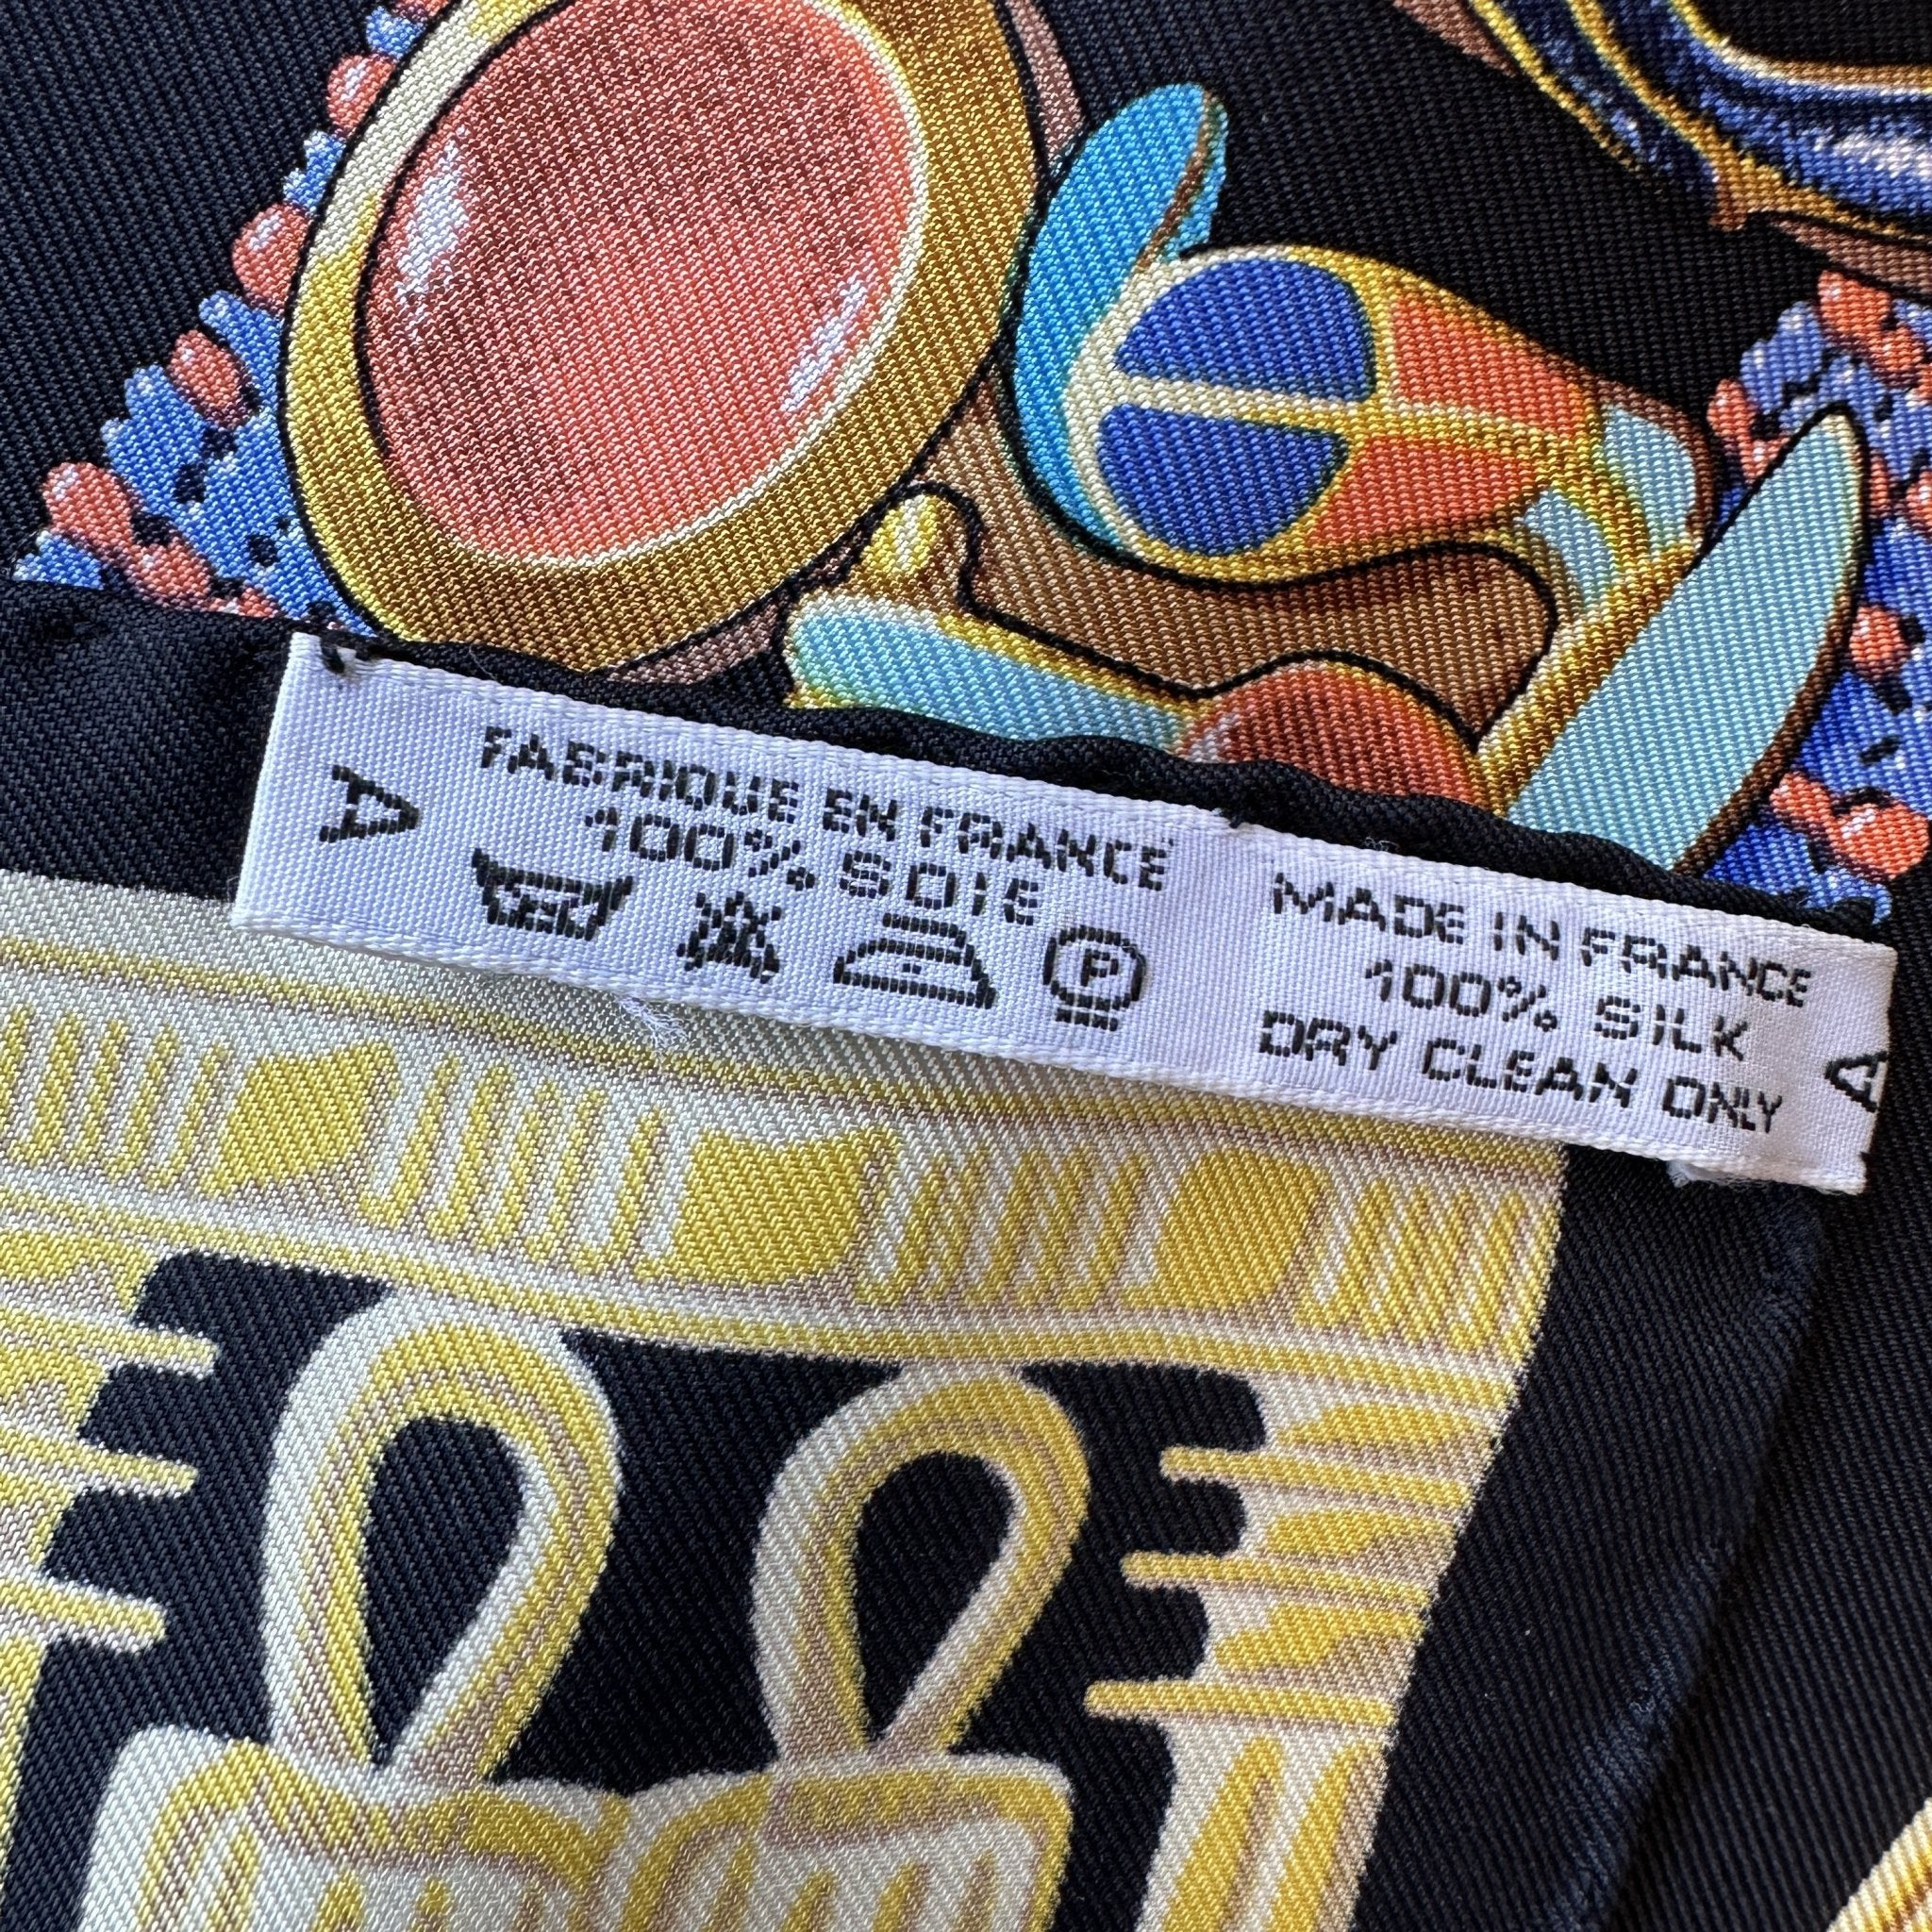 A
FABRIQUE EN FRANCE
100% SOIE
P
MADE IN FRANCE
100% SILK
DRY CLEAN ONLY
A